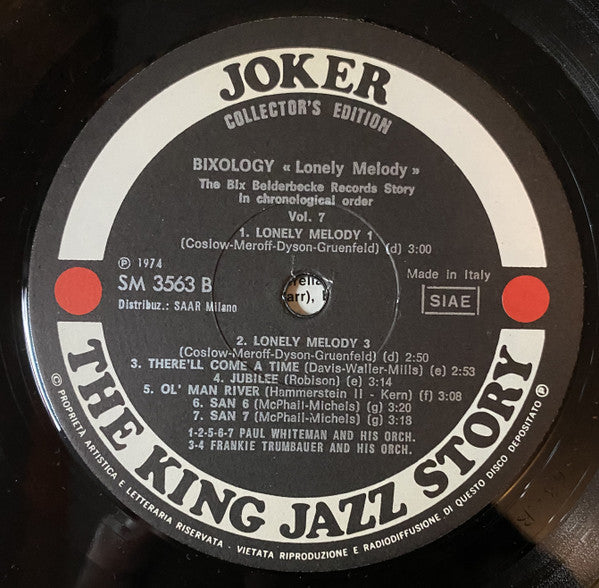 JOKER
COLLECTOR'S EDITION
BIXOLOGY « Lonely Melody »
The Bix Beiderbecke Records Story
in chronological order
Vol. 7
1. LONELY MELODY 1
(Coslow-Meroff-Dyson-Gruenfeld) (d) 3:00
℗ 1974
SM 3563 B
Distribuz.: SAAR Milano
Made in Italy
SIAE
2. LONELY MELODY 3
(Coslow-Meroff-Dyson-Gruenfeld) (d) 2:50
3. THERE'LL COME A TIME (Davis-Waller-Mills) (e) 2:53
4. JUBILEE (Robison) (e) 3:14
5. OL' MAN RIVER (Hammerstein II - Kern) (f) 3:08
6. SAN 6 (McPhail-Michels) (g) 3:20
7. SAN 7 (McPhail-Michels) (g) 3:18
1-2-5-6-7 PAUL WHITEMAN AND HIS ORCH.
3-4 FRANKIE TRUMBAUER AND HIS ORCH.
THE KING JAZZ STORY
© PROPRIETÀ ARTISTICA E LETTERARIA RISERVATA - VIETATA RIPRODUZIONE E RADIODIFFUSIONE DI QUESTO DISCO DEPOSITATO ℗